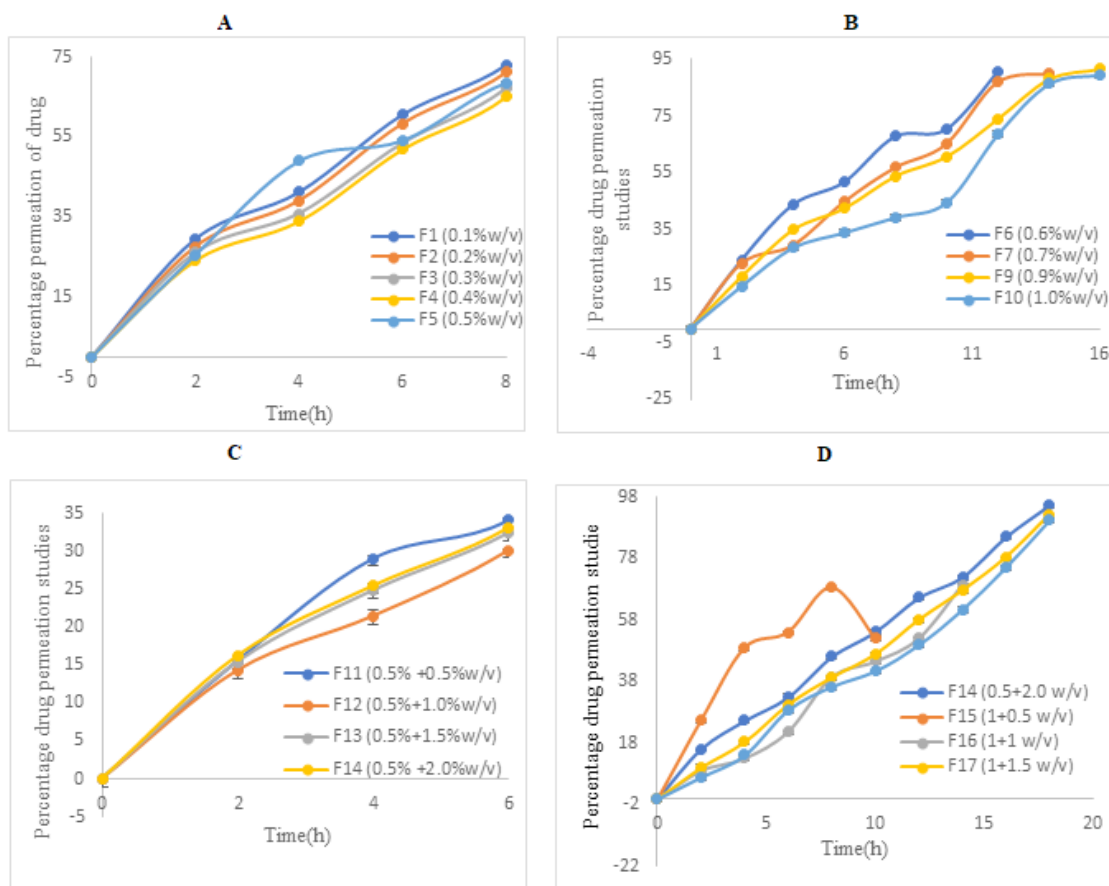 A
Percentage permeation of drug
75
55
35
15
-5
0
2
4
6
8
Time(h)
F1 (0.1%w/v)
F2 (0.2%w/v)
F3 (0.3%w/v)
F4 (0.4%w/v)
F5 (0.5%w/v)
B
Percentage drug permeation
studies
95
75
55
35
15
-5
-25
-4
1
6
11
16
Time(h)
F6 (0.6%w/v)
F7 (0.7%w/v)
F9 (0.9%w/v)
F10 (1.0%w/v)
C
Percentage drug permeation studies
35
30
25
20
15
10
5
0
-5
0
2
4
6
Time(h)
F11 (0.5% +0.5%w/v)
F12 (0.5%+1.0%w/v)
F13 (0.5%+1.5%w/v)
F14 (0.5% +2.0%w/v)
D
Percentage drug permeation studie
98
78
58
38
18
-2
-22
0
5
10
15
20
Time(h)
F14 (0.5+2.0 w/v)
F15 (1+0.5 w/v)
F16 (1+1 w/v)
F17 (1+1.5 w/v)